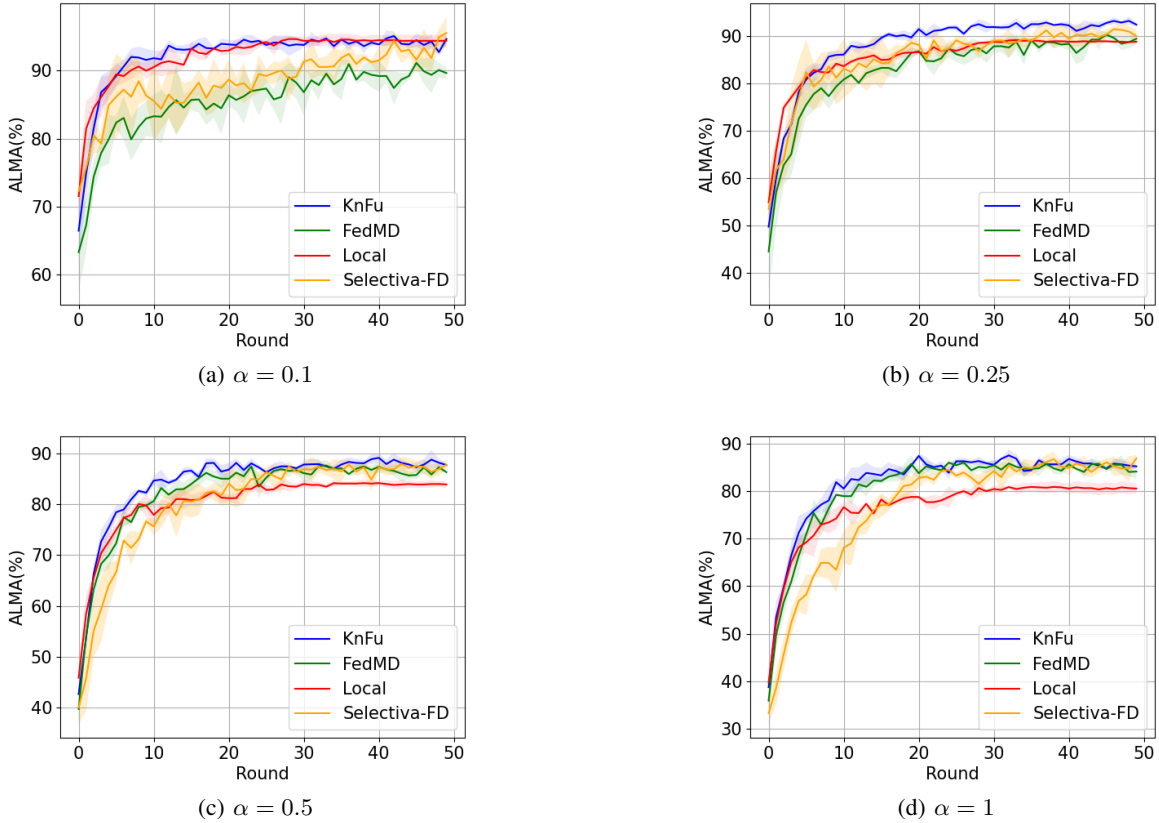 ALMA(%)
90
80
70
60
0 10 20 30 40 50
Round
KnFu
FedMD
Local
Selectiva-FD
(a) α = 0.1
ALMA(%)
90
80
70
60
50
40
0 10 20 30 40 50
Round
KnFu
FedMD
Local
Selectiva-FD
(b) α = 0.25
ALMA(%)
90
80
70
60
50
40
0 10 20 30 40 50
Round
KnFu
FedMD
Local
Selectiva-FD
(c) α = 0.5
ALMA(%)
90
80
70
60
50
40
30
0 10 20 30 40 50
Round
KnFu
FedMD
Local
Selectiva-FD
(d) α = 1